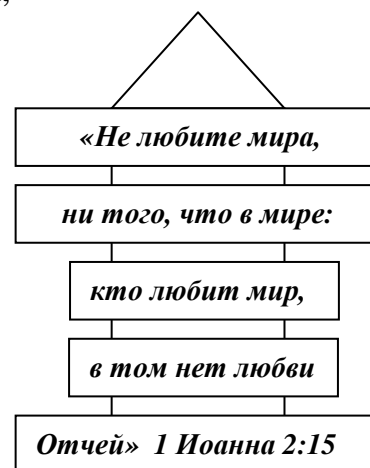 «Не любите мира,
ни того, что в мире:
кто любит мир,
в том нет любви
Отчей» 1 Иоанна 2:15